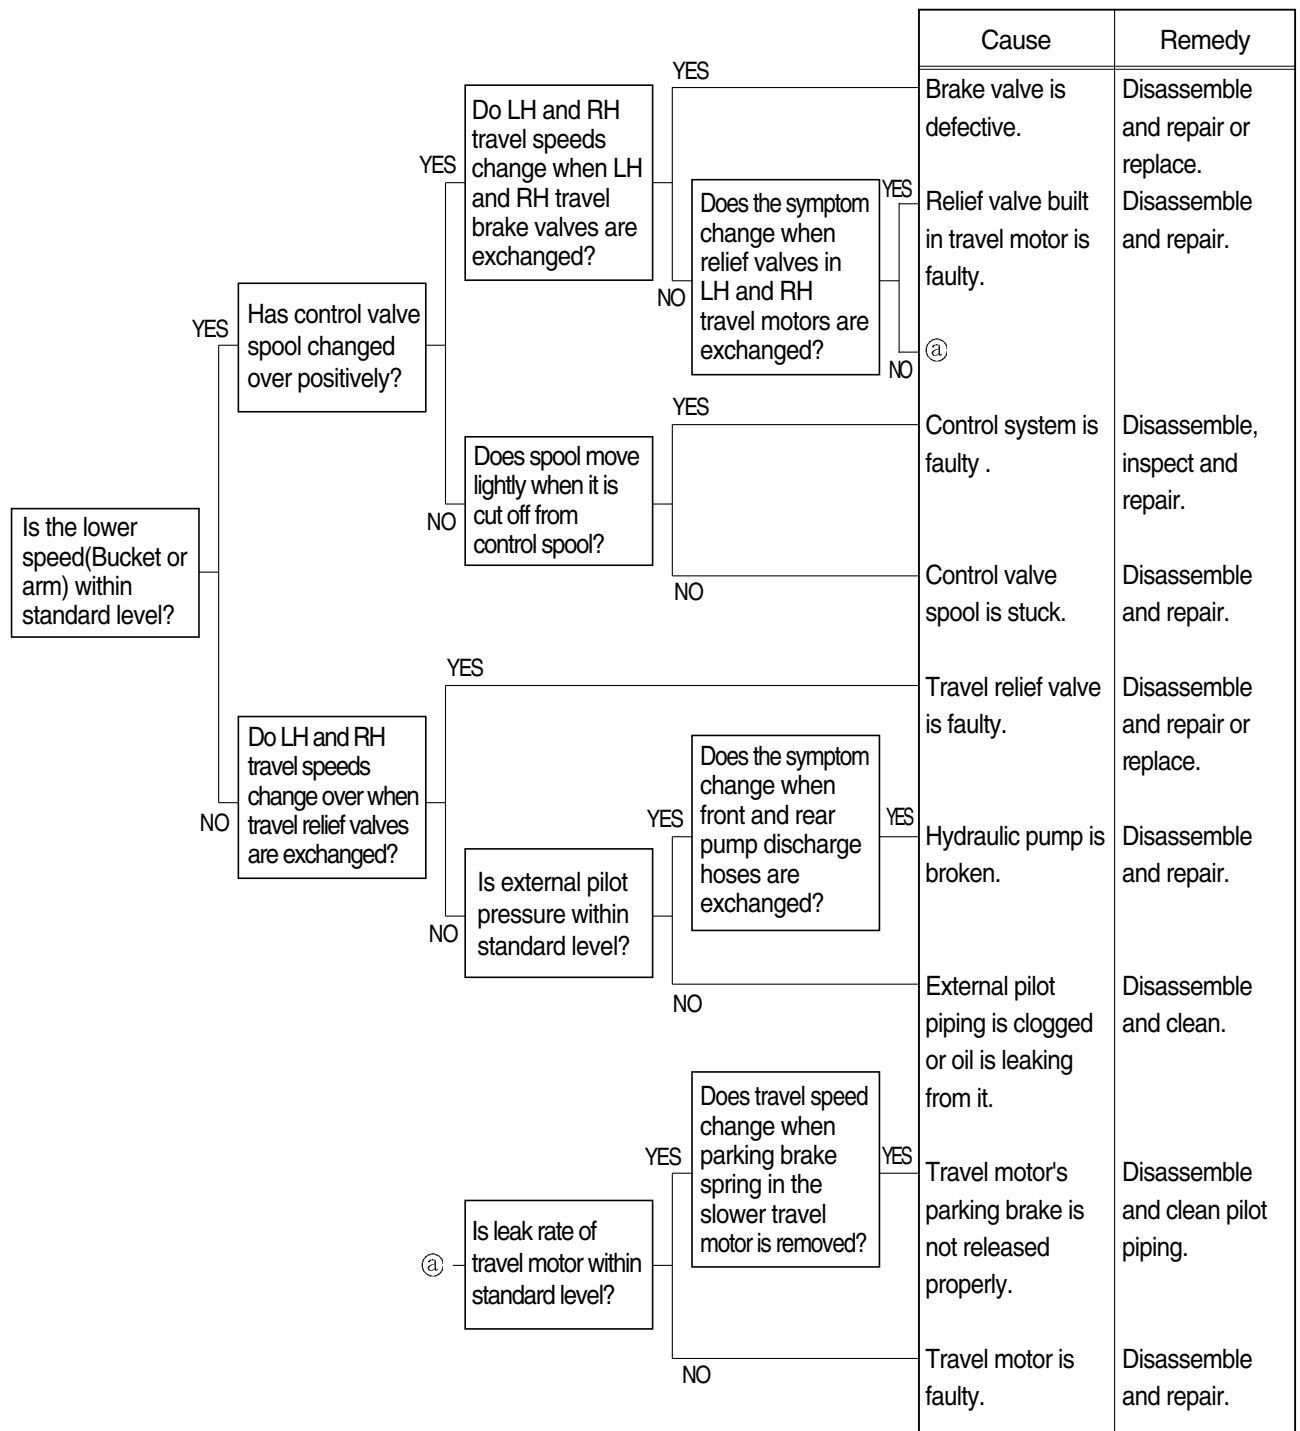 Cause
Remedy
YES
Do LH and RH
travel speeds
change when LH
and RH travel
brake valves are
exchanged?
YES
Brake valve is
defective.
Disassemble
and repair or
replace.
Does the symptom
change when
relief valves in
LH and RH
travel motors are
exchanged?
NO
YES
Relief valve built
in travel motor is
faulty.
Disassemble
and repair.
NO
ⓐ
YES
Has control valve
spool changed
over positively?
YES
Does spool move
lightly when it is
cut off from
control spool?
NO
Control system is
faulty .
Disassemble,
inspect and
repair.
Is the lower
speed(Bucket or
arm) within
standard level?
NO
Control valve
spool is stuck.
Disassemble
and repair.
YES
Travel relief valve
is faulty.
Disassemble
and repair or
replace.
Do LH and RH
travel speeds
change over when
travel relief valves
are exchanged?
NO
Does the symptom
change when
front and rear
pump discharge
hoses are
exchanged?
YES
YES
Hydraulic pump is
broken.
Disassemble
and repair.
Is external pilot
pressure within
standard level?
NO
NO
External pilot
piping is clogged
or oil is leaking
from it.
Disassemble
and clean.
Does travel speed
change when
parking brake
spring in the
slower travel
motor is removed?
YES
YES
Travel motor's
parking brake is
not released
properly.
Disassemble
and clean pilot
piping.
ⓐ
Is leak rate of
travel motor within
standard level?
NO
Travel motor is
faulty.
Disassemble
and repair.